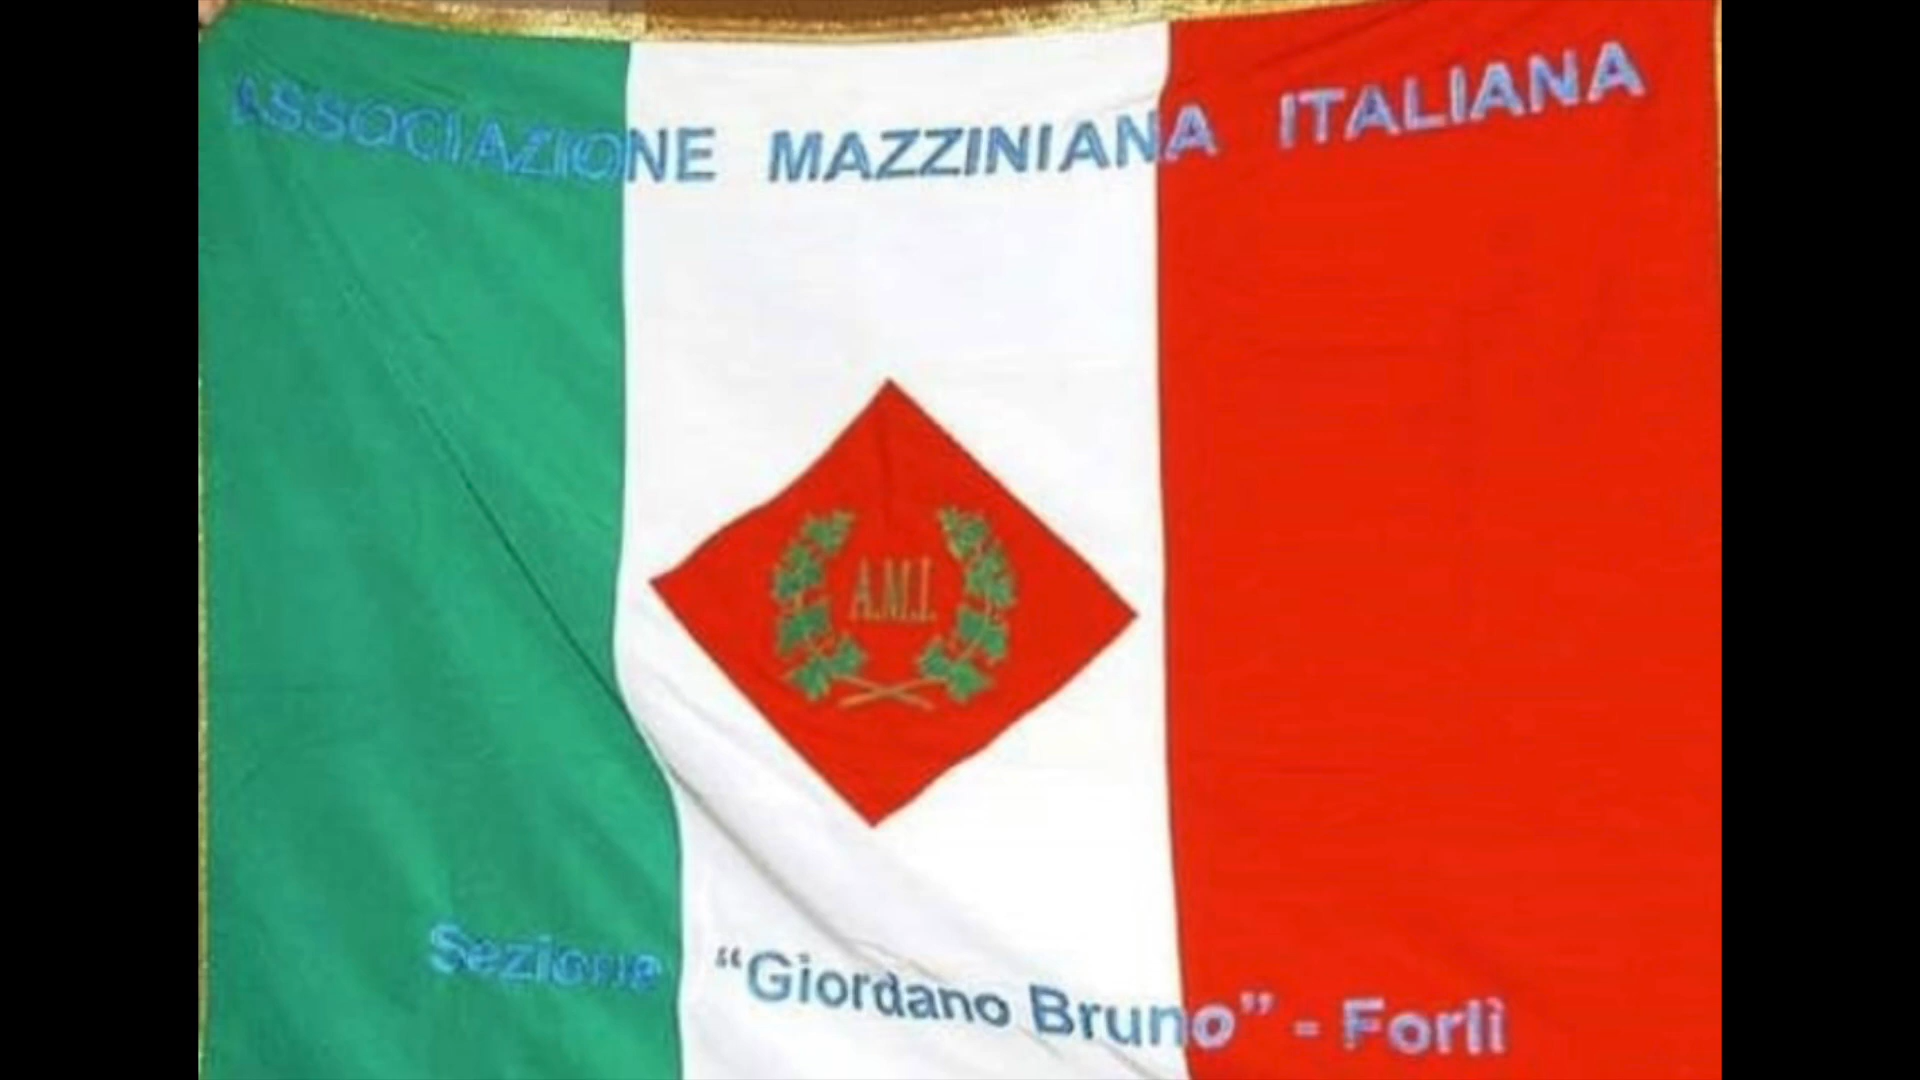 ASSOCIAZIONE MAZZINIANA ITALIANA
A.M.I.
Sezione “Giordano Bruno” - Forlì